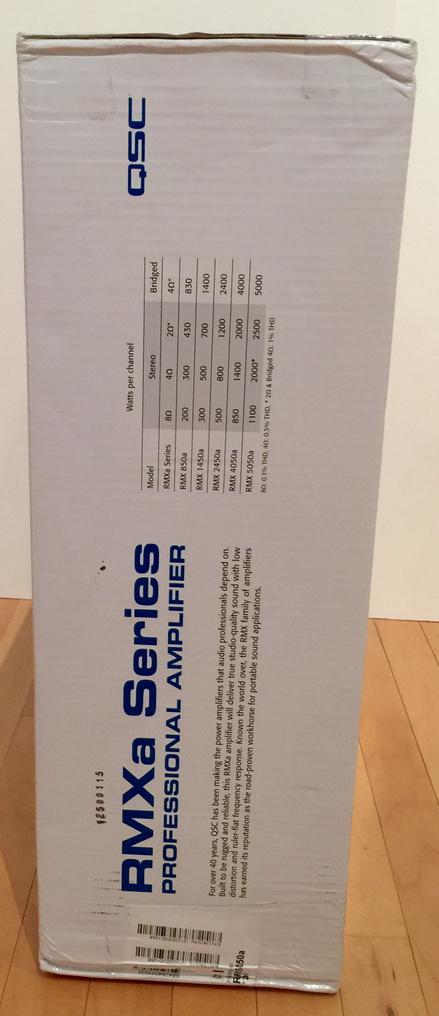 QSC
RMXa Series
PROFESSIONAL AMPLIFIER
For over 40 years, QSC has been making the power amplifiers that audio professionals depend on.
Built to be rugged and reliable, this RMXa amplifier will deliver true studio-quality sound with low
distortion and ruler-flat frequency response. Known the world over, the RMX family of amplifiers
has earned its reputation as the road-proven workhorse for portable sound applications.
Watts per channel
Model Stereo Bridged
RMXa Series 8Ω 4Ω 2Ω* 4Ω*
RMX 850a 200 300 430 830
RMX 1450a 300 500 700 1400
RMX 2450a 500 800 1200 2400
RMX 4050a 850 1400 2000 4000
RMX 5050a 1100 2000* 2500 5000
8Ω: 0.1% THD, 4Ω: 0.5% THD, * 2Ω & Bridged 4Ω: 1% THD